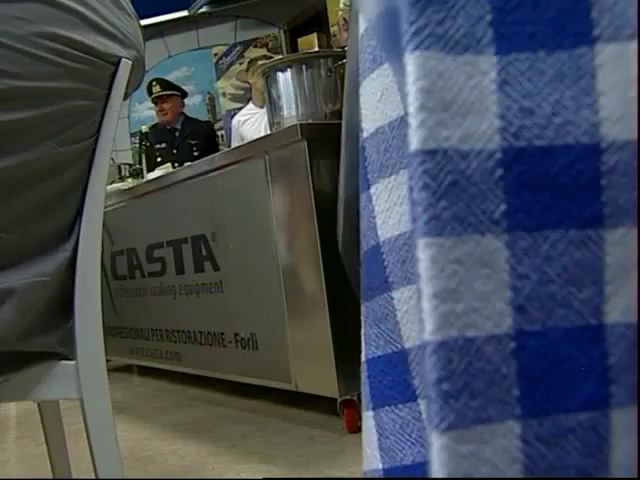 CASTA®
professional cooking equipment
PROFESSIONALI PER RISTORAZIONE - Forlì
www.casta.com